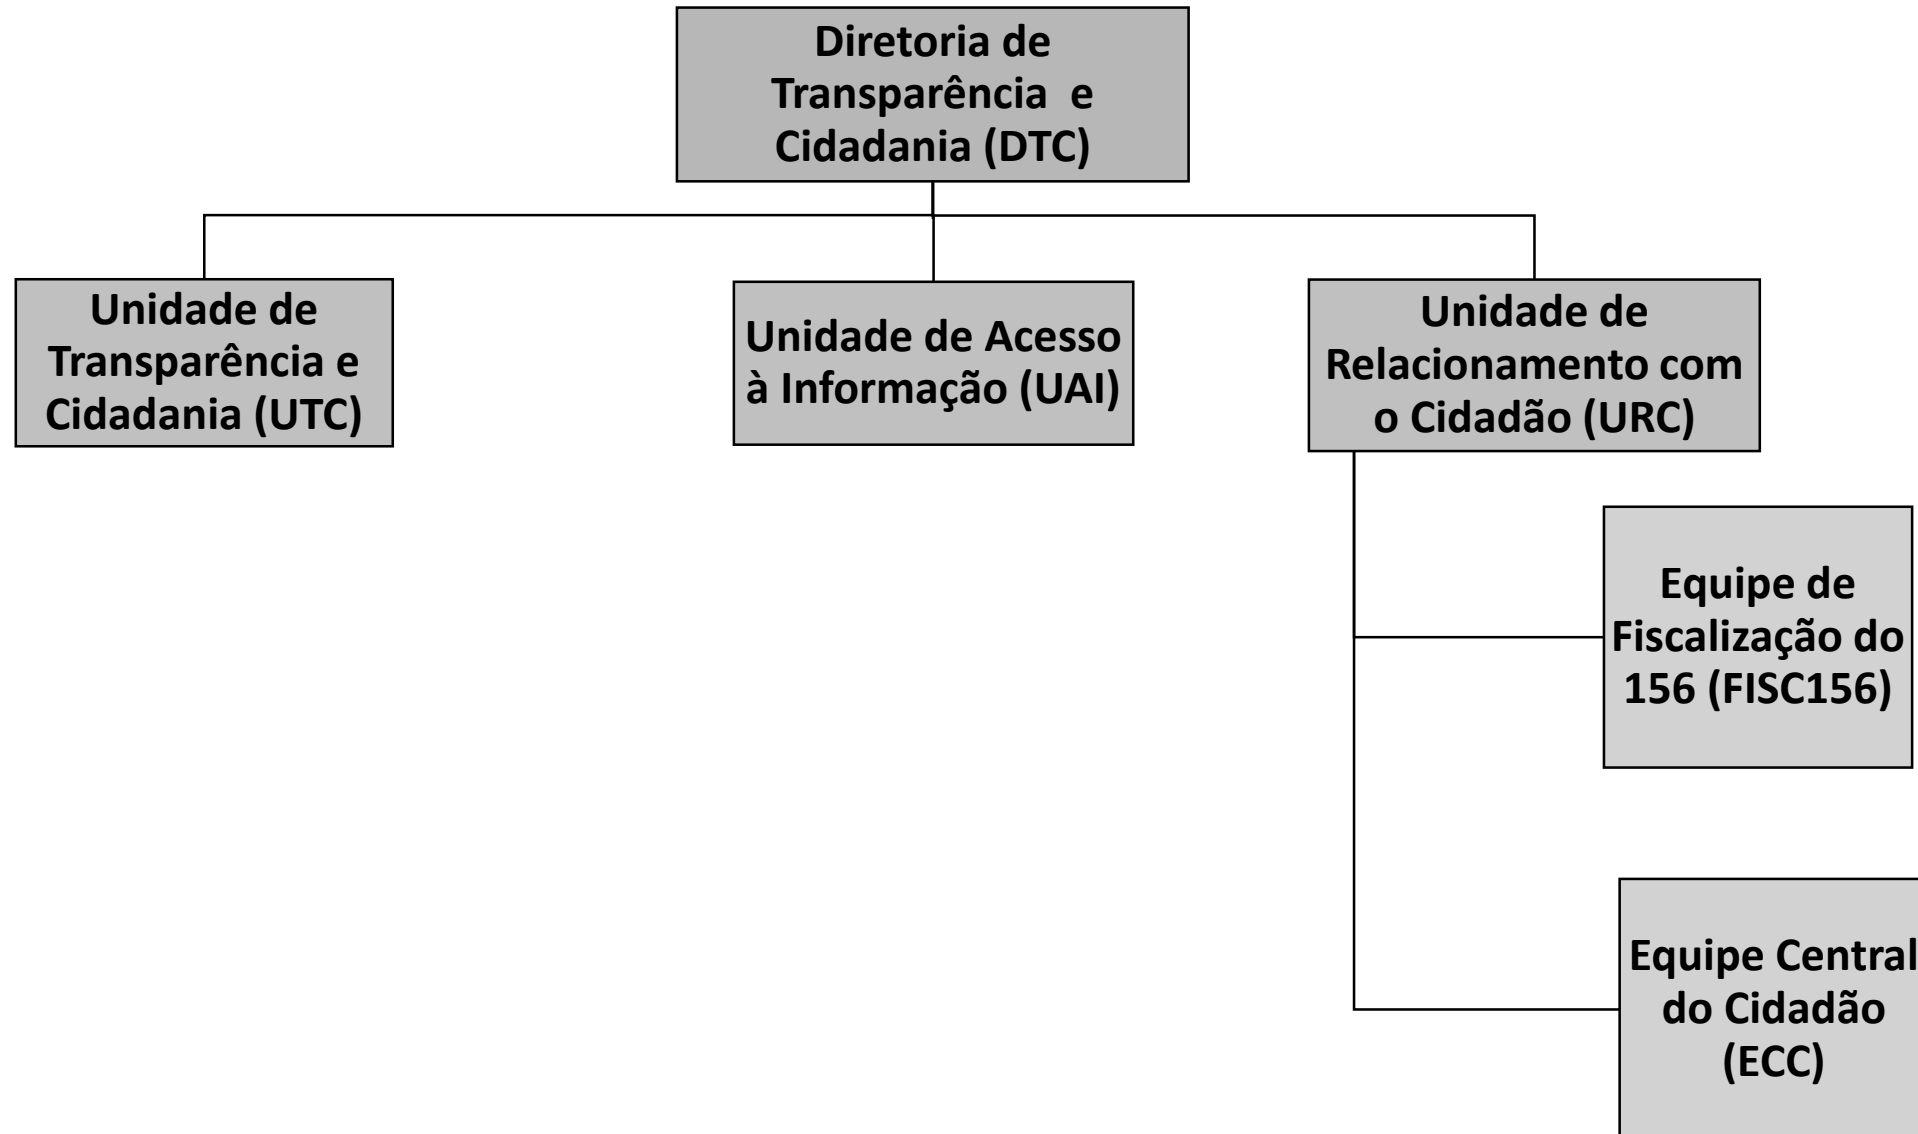 Diretoria de
Transparência e
Cidadania (DTC)
Unidade de
Transparência e
Cidadania (UTC)
Unidade de Acesso
à Informação (UAI)
Unidade de
Relacionamento com
o Cidadão (URC)
Equipe de
Fiscalização do
156 (FISC156)
Equipe Central
do Cidadão
(ECC)